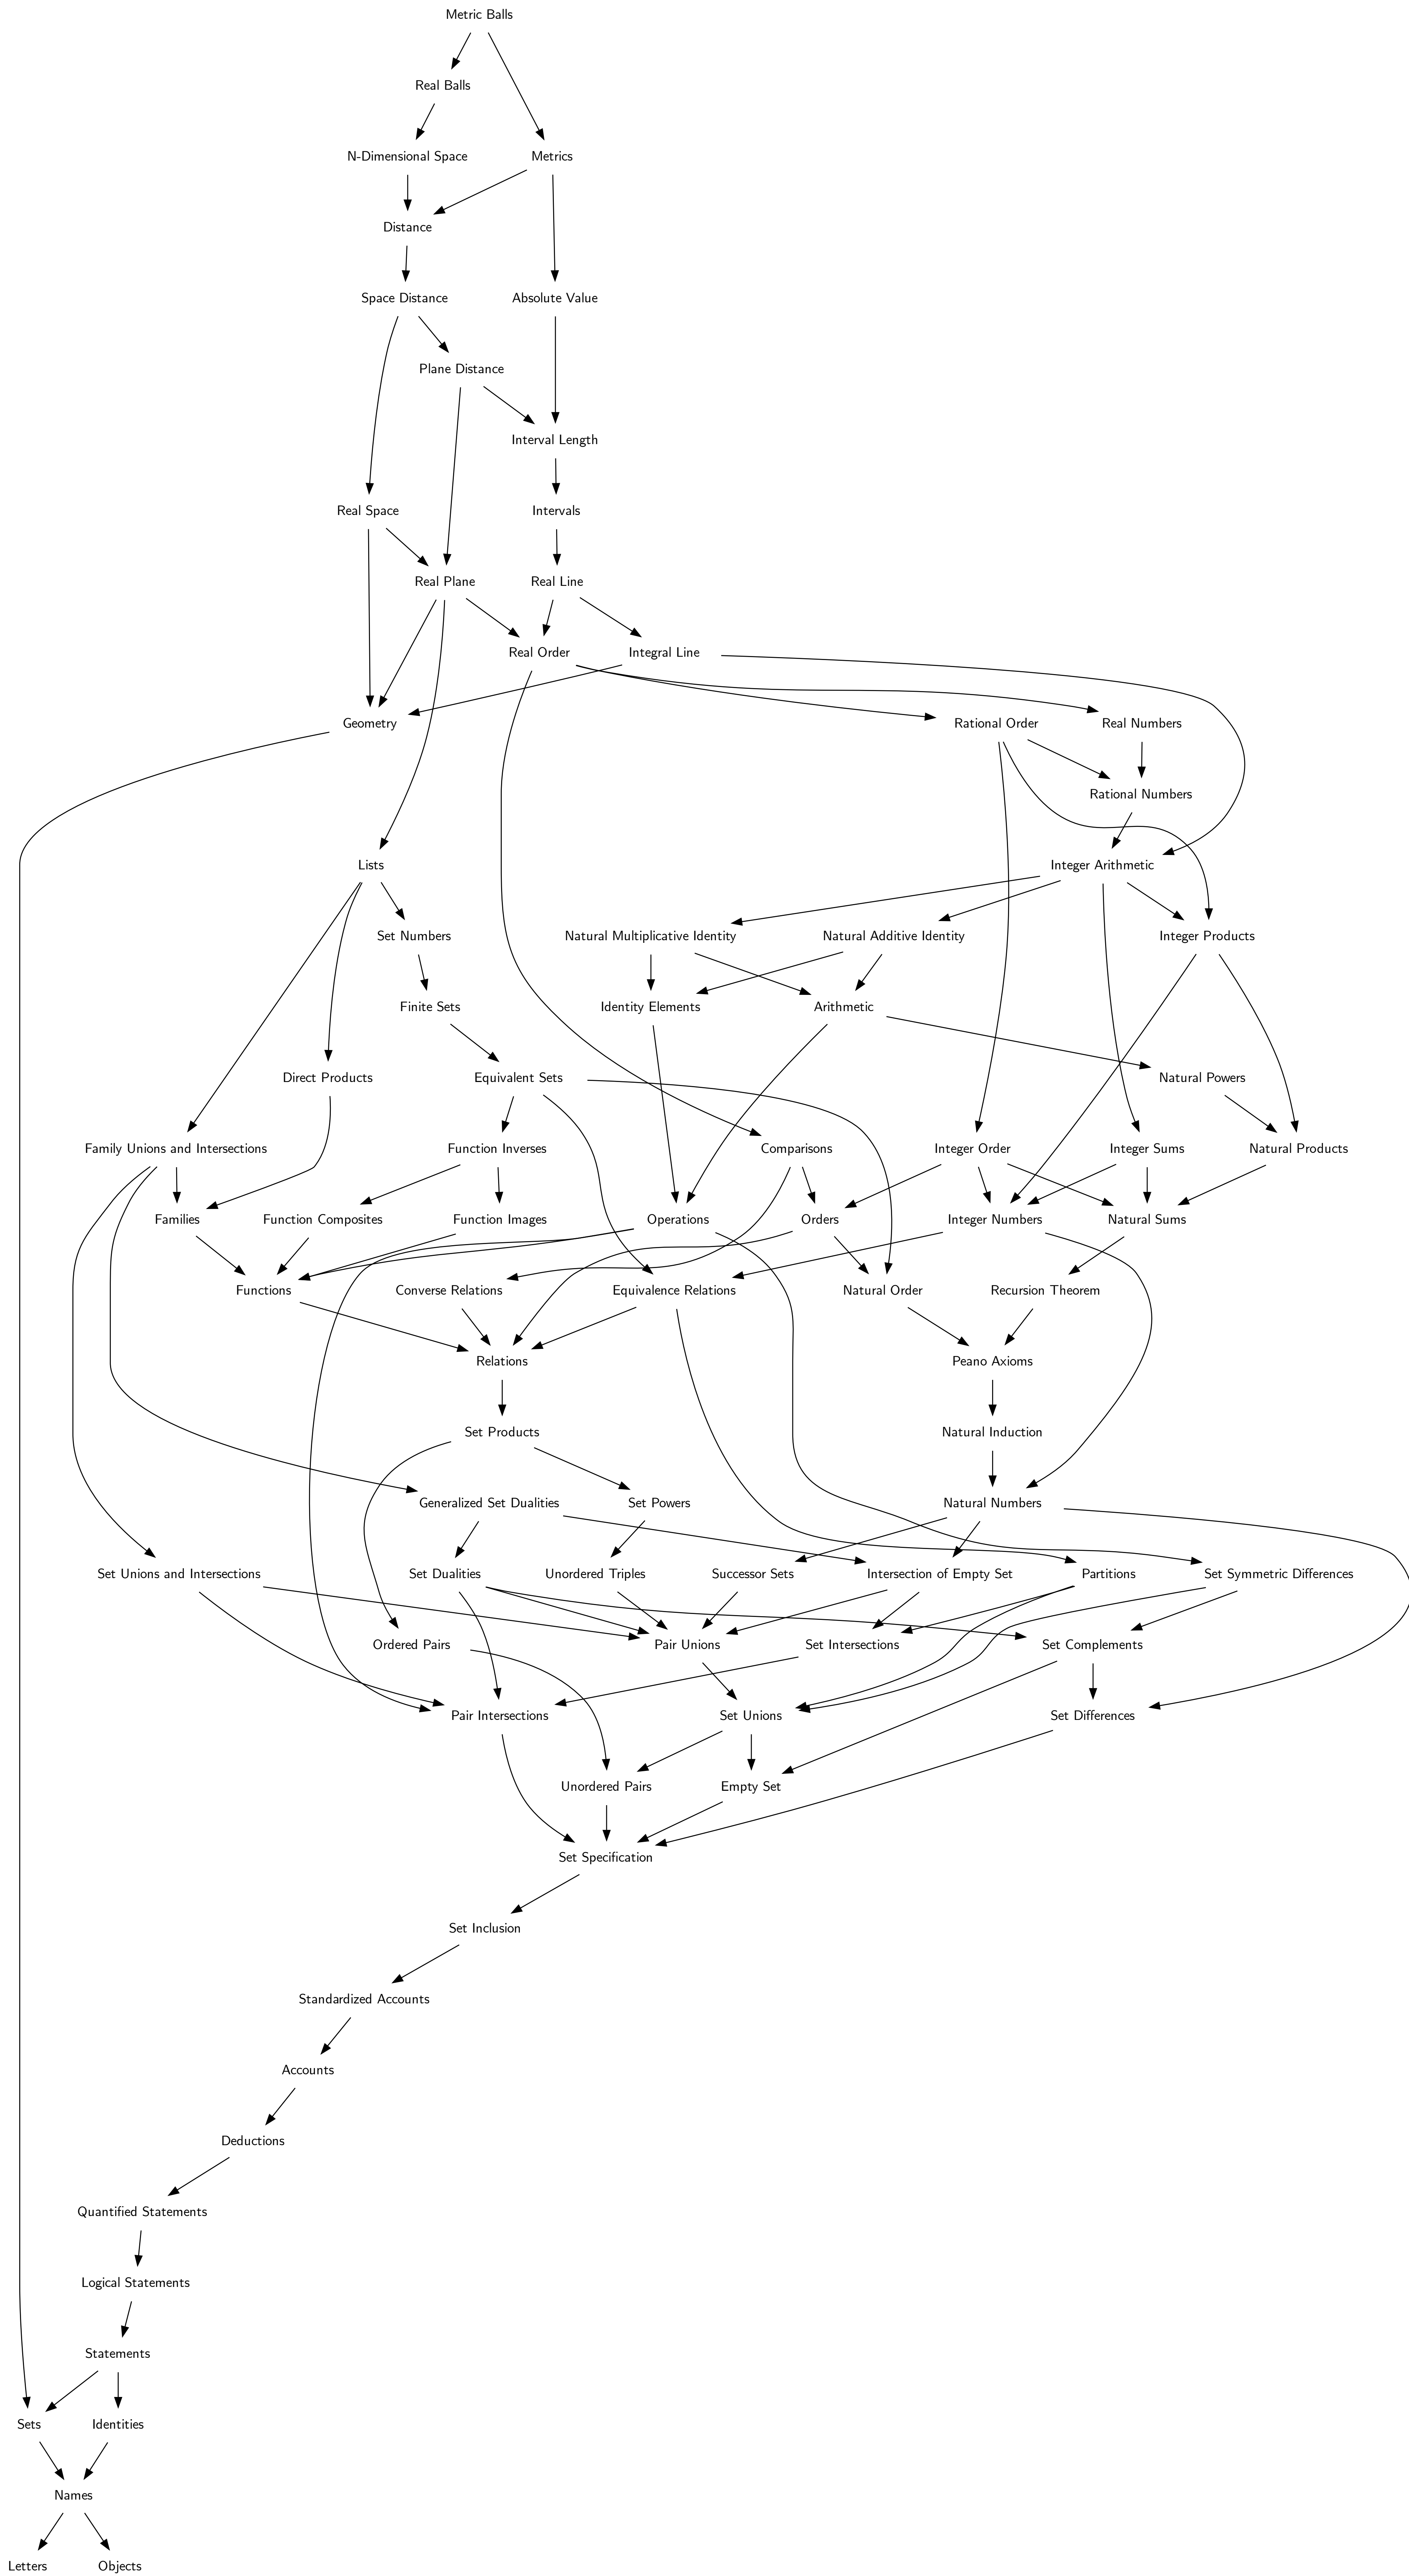 Metric Balls
Real Balls
N-Dimensional Space
Metrics
Distance
Space Distance
Absolute Value
Plane Distance
Interval Length
Real Space
Intervals
Real Plane
Real Line
Real Order
Integral Line
Geometry
Rational Order
Real Numbers
Rational Numbers
Lists
Integer Arithmetic
Set Numbers
Natural Multiplicative Identity
Natural Additive Identity
Integer Products
Finite Sets
Identity Elements
Arithmetic
Direct Products
Equivalent Sets
Natural Powers
Family Unions and Intersections
Function Inverses
Comparisons
Integer Order
Integer Sums
Natural Products
Families
Function Composites
Function Images
Operations
Orders
Integer Numbers
Natural Sums
Functions
Converse Relations
Equivalence Relations
Natural Order
Recursion Theorem
Relations
Peano Axioms
Set Products
Natural Induction
Generalized Set Dualities
Set Powers
Natural Numbers
Set Unions and Intersections
Set Dualities
Unordered Triples
Successor Sets
Intersection of Empty Set
Partitions
Set Symmetric Differences
Ordered Pairs
Pair Unions
Set Intersections
Set Complements
Pair Intersections
Set Unions
Set Differences
Unordered Pairs
Empty Set
Set Specification
Set Inclusion
Standardized Accounts
Accounts
Deductions
Quantified Statements
Logical Statements
Statements
Sets
Identities
Names
Letters
Objects